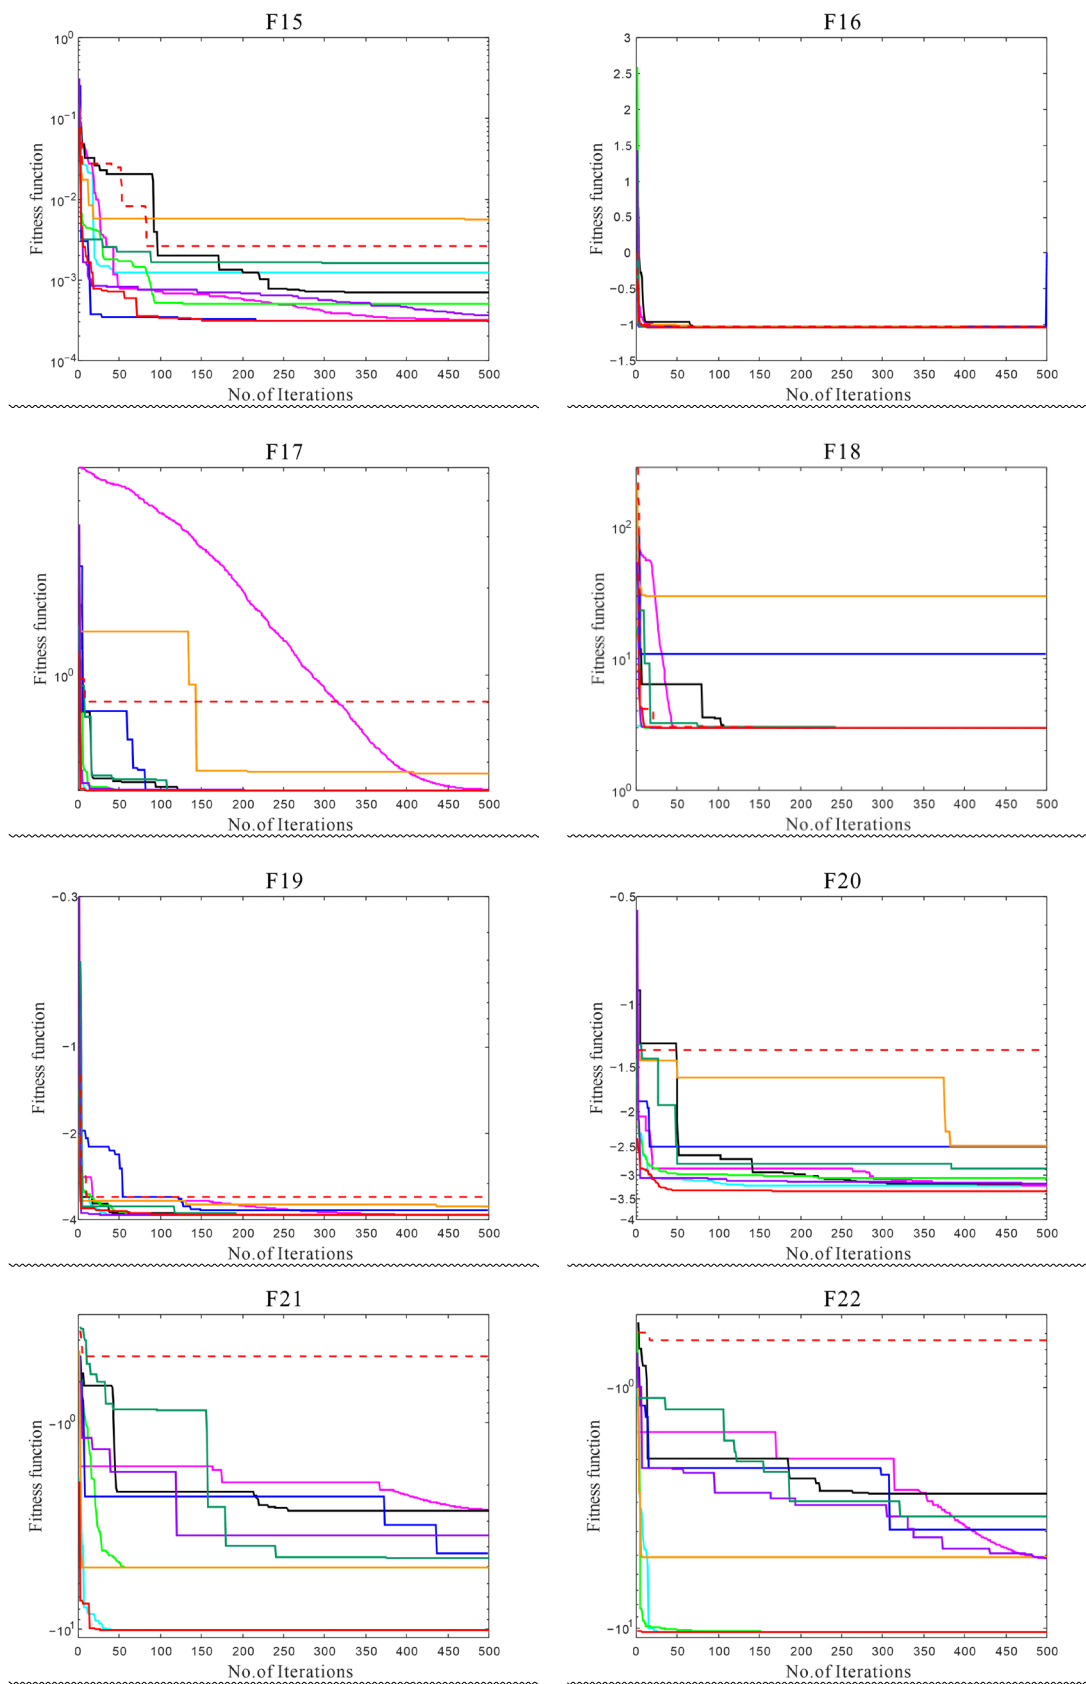 F15
10^0
10^-1
10^-2
10^-3
10^-4
Fitness function
0 50 100 150 200 250 300 350 400 450 500
No.of Iterations
F16
3
2.5
2
1.5
1
0.5
0
-0.5
-1
-1.5
Fitness function
0 50 100 150 200 250 300 350 400 450 500
No.of Iterations
F17
10^0
Fitness function
50 100 150 200 250 300 350 400 450 500
No.of Iterations
F18
10^2
10^1
10^0
Fitness function
0 50 100 150 200 250 300 350 400 450 500
No.of Iterations
F19
-0.3
-1
-2
-4
Fitness function
0 50 100 150 200 250 300 350 400 450 500
No.of Iterations
F20
-0.5
-1
-1.5
-2
-2.5
-3
-3.5
-4
Fitness function
0 50 100 150 200 250 300 350 400 450 500
No.of Iterations
F21
-10^0
-10^1
Fitness function
0 50 100 150 200 250 300 350 400 450 500
No.of Iterations
F22
-10^0
-10^1
Fitness function
0 50 100 150 200 250 300 350 400 450 500
No.of Iterations